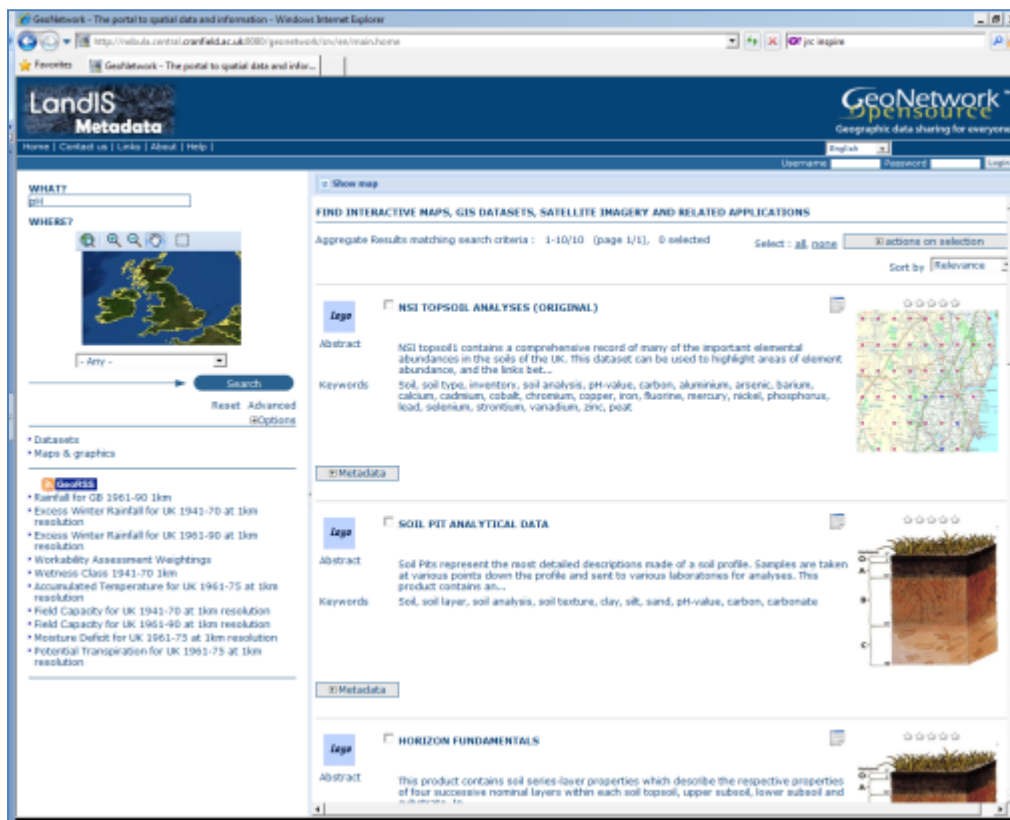 GeoNetwork - The portal to spatial data and information - Windows Internet Explorer
http://nebula.central.cranfield.ac.uk:8080/geonetwork/srv/en/main.home
jrc inspire
Favorites
GeoNetwork - The portal to spatial data and infor...
LandIS
Metadata
GeoNetwork
Opensource
Geographic data sharing for everyone
Home | Contact us | Links | About | Help |
English
Username
Password
Login
WHAT?
pH
WHERE?
- Any -
Search
Reset Advanced
Options
Datasets
Maps & graphics
GeoRSS
Rainfall for GB 1961-90 1km
Excess Winter Rainfall for UK 1941-70 at 1km
resolution
Excess Winter Rainfall for UK 1961-90 at 1km
resolution
Workability Assessment Weightings
Wetness Class 1941-70 1km
Accumulated Temperature for UK 1961-75 at 1km
resolution
Field Capacity for UK 1941-70 at 1km resolution
Field Capacity for UK 1961-90 at 1km resolution
Moisture Deficit for UK 1961-75 at 1km resolution
Potential Transpiration for UK 1961-75 at 1km
resolution
Show map
FIND INTERACTIVE MAPS, GIS DATASETS, SATELLITE IMAGERY AND RELATED APPLICATIONS
Aggregate Results matching search criteria : 1-10/10 (page 1/1), 0 selected
Select : all, none
actions on selection
Sort by Relevance
logo
NSI TOPSOIL ANALYSES (ORIGINAL)
Abstract
NSI topsoil1 contains a comprehensive record of many of the important elemental
abundances in the soils of the UK. This dataset can be used to highlight areas of element
abundance, and the links bet...
Keywords
Soil, soil type, inventory, soil analysis, pH-value, carbon, aluminium, arsenic, barium,
calcium, cadmium, cobalt, chromium, copper, iron, fluorine, mercury, nickel, phosphorus,
lead, selenium, strontium, vanadium, zinc, peat
Metadata
logo
SOIL PIT ANALYTICAL DATA
Abstract
Soil Pits represent the most detailed descriptions made of a soil profile. Samples are taken
at various points down the profile and sent to various laboratories for analyses. This
product contains an...
Keywords
Soil, soil layer, soil analysis, soil texture, clay, silt, sand, pH-value, carbon, carbonate
O
A
B
C
Metadata
logo
HORIZON FUNDAMENTALS
Abstract
This product contains soil series-layer properties which describe the respective properties
of four successive nominal layers within each soil topsoil, upper subsoil, lower subsoil and
O
A